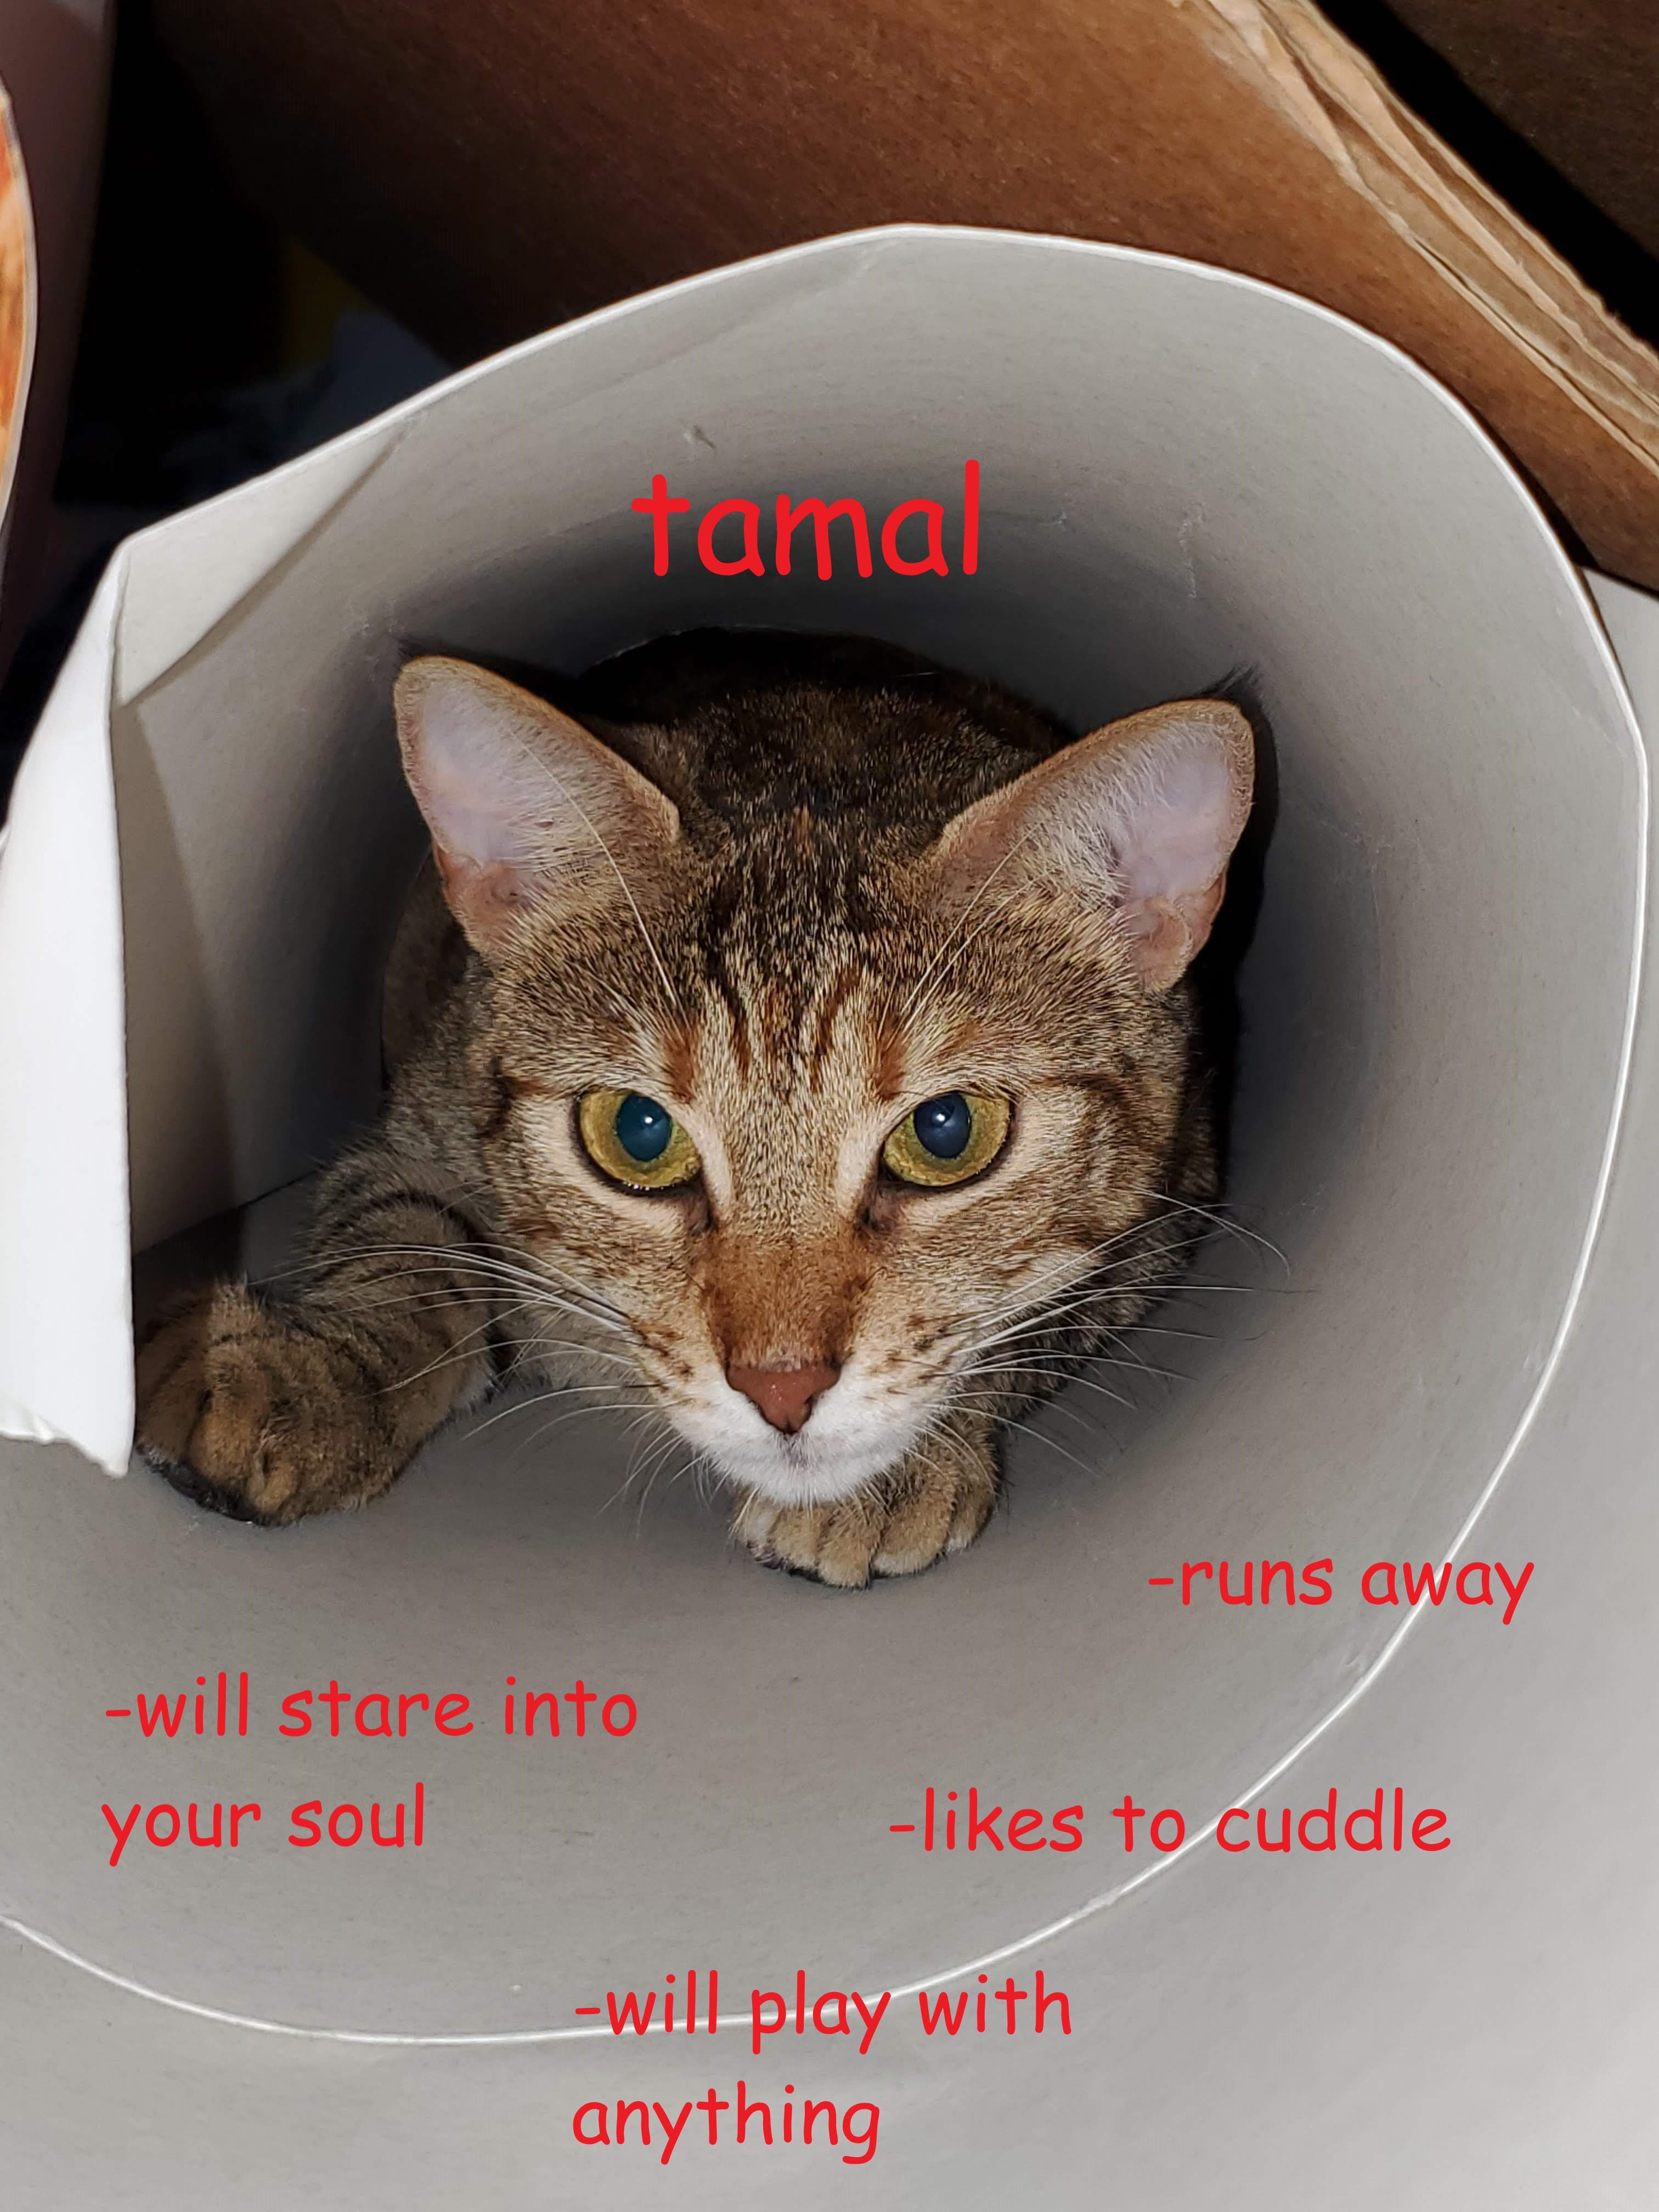 tamal
-runs away
-will stare into
your soul
-likes to cuddle
-will play with
anything